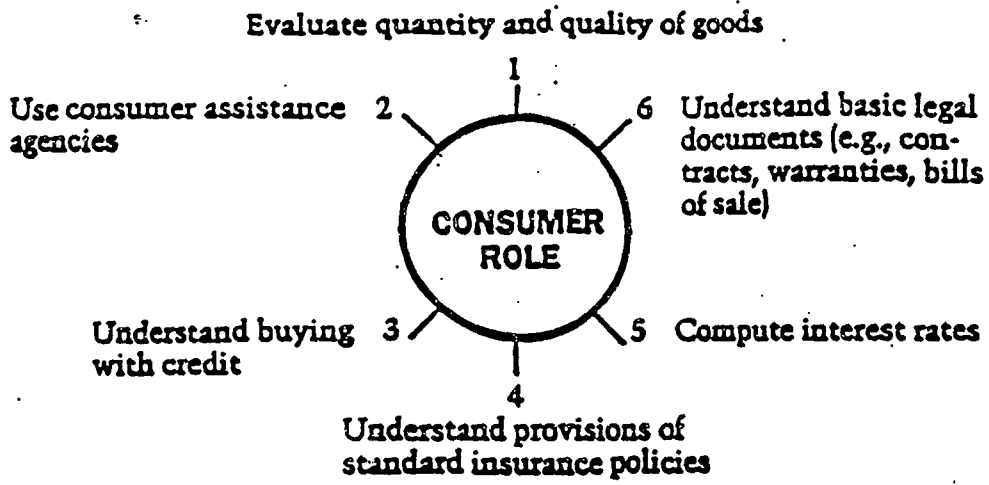 Evaluate quantity and quality of goods
1
Use consumer assistance
agencies
2
6
Understand basic legal
documents (e.g., con-
tracts, warranties, bills
of sale)
CONSUMER
ROLE
Understand buying
with credit
3
5
Compute interest rates
4
Understand provisions of
standard insurance policies